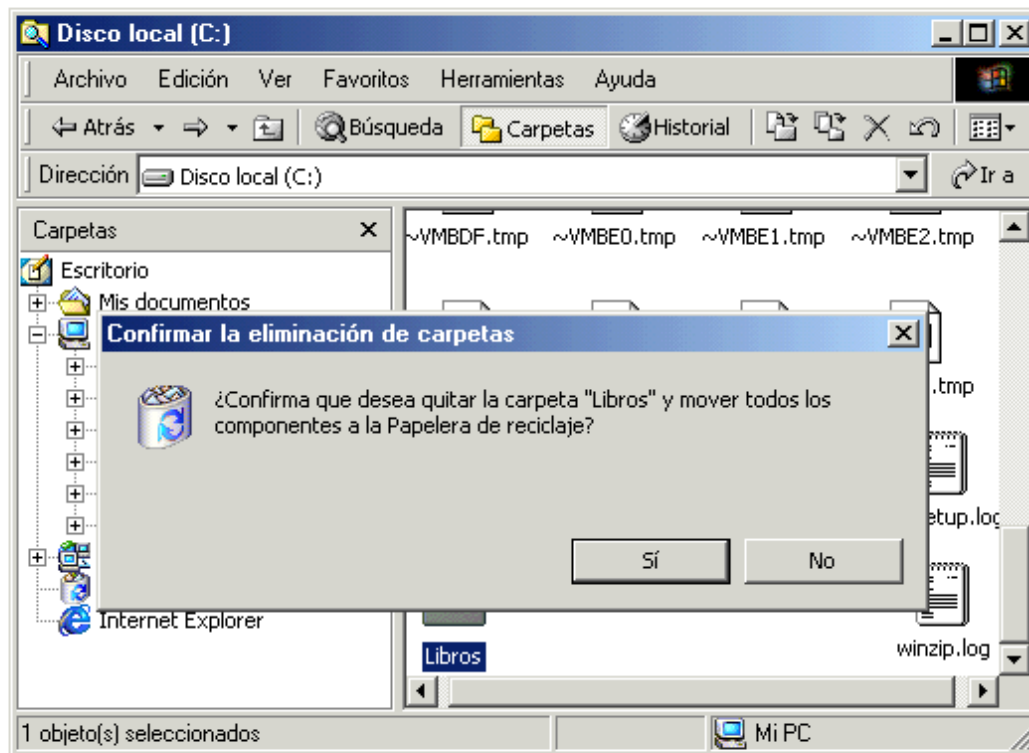 Disco local (C:)
Archivo Edición Ver Favoritos Herramientas Ayuda
Atrás Búsqueda Carpetas Historial
Dirección Disco local (C:) Ir a
Carpetas
~VMBDF.tmp ~VMBE0.tmp ~VMBE1.tmp ~VMBE2.tmp
Escritorio
Mis documentos
Confirmar la eliminación de carpetas
¿Confirma que desea quitar la carpeta "Libros" y mover todos los
componentes a la Papelera de reciclaje?
.tmp
etup.log
Sí No
Internet Explorer
Libros
winzip.log
1 objeto(s) seleccionados
Mi PC